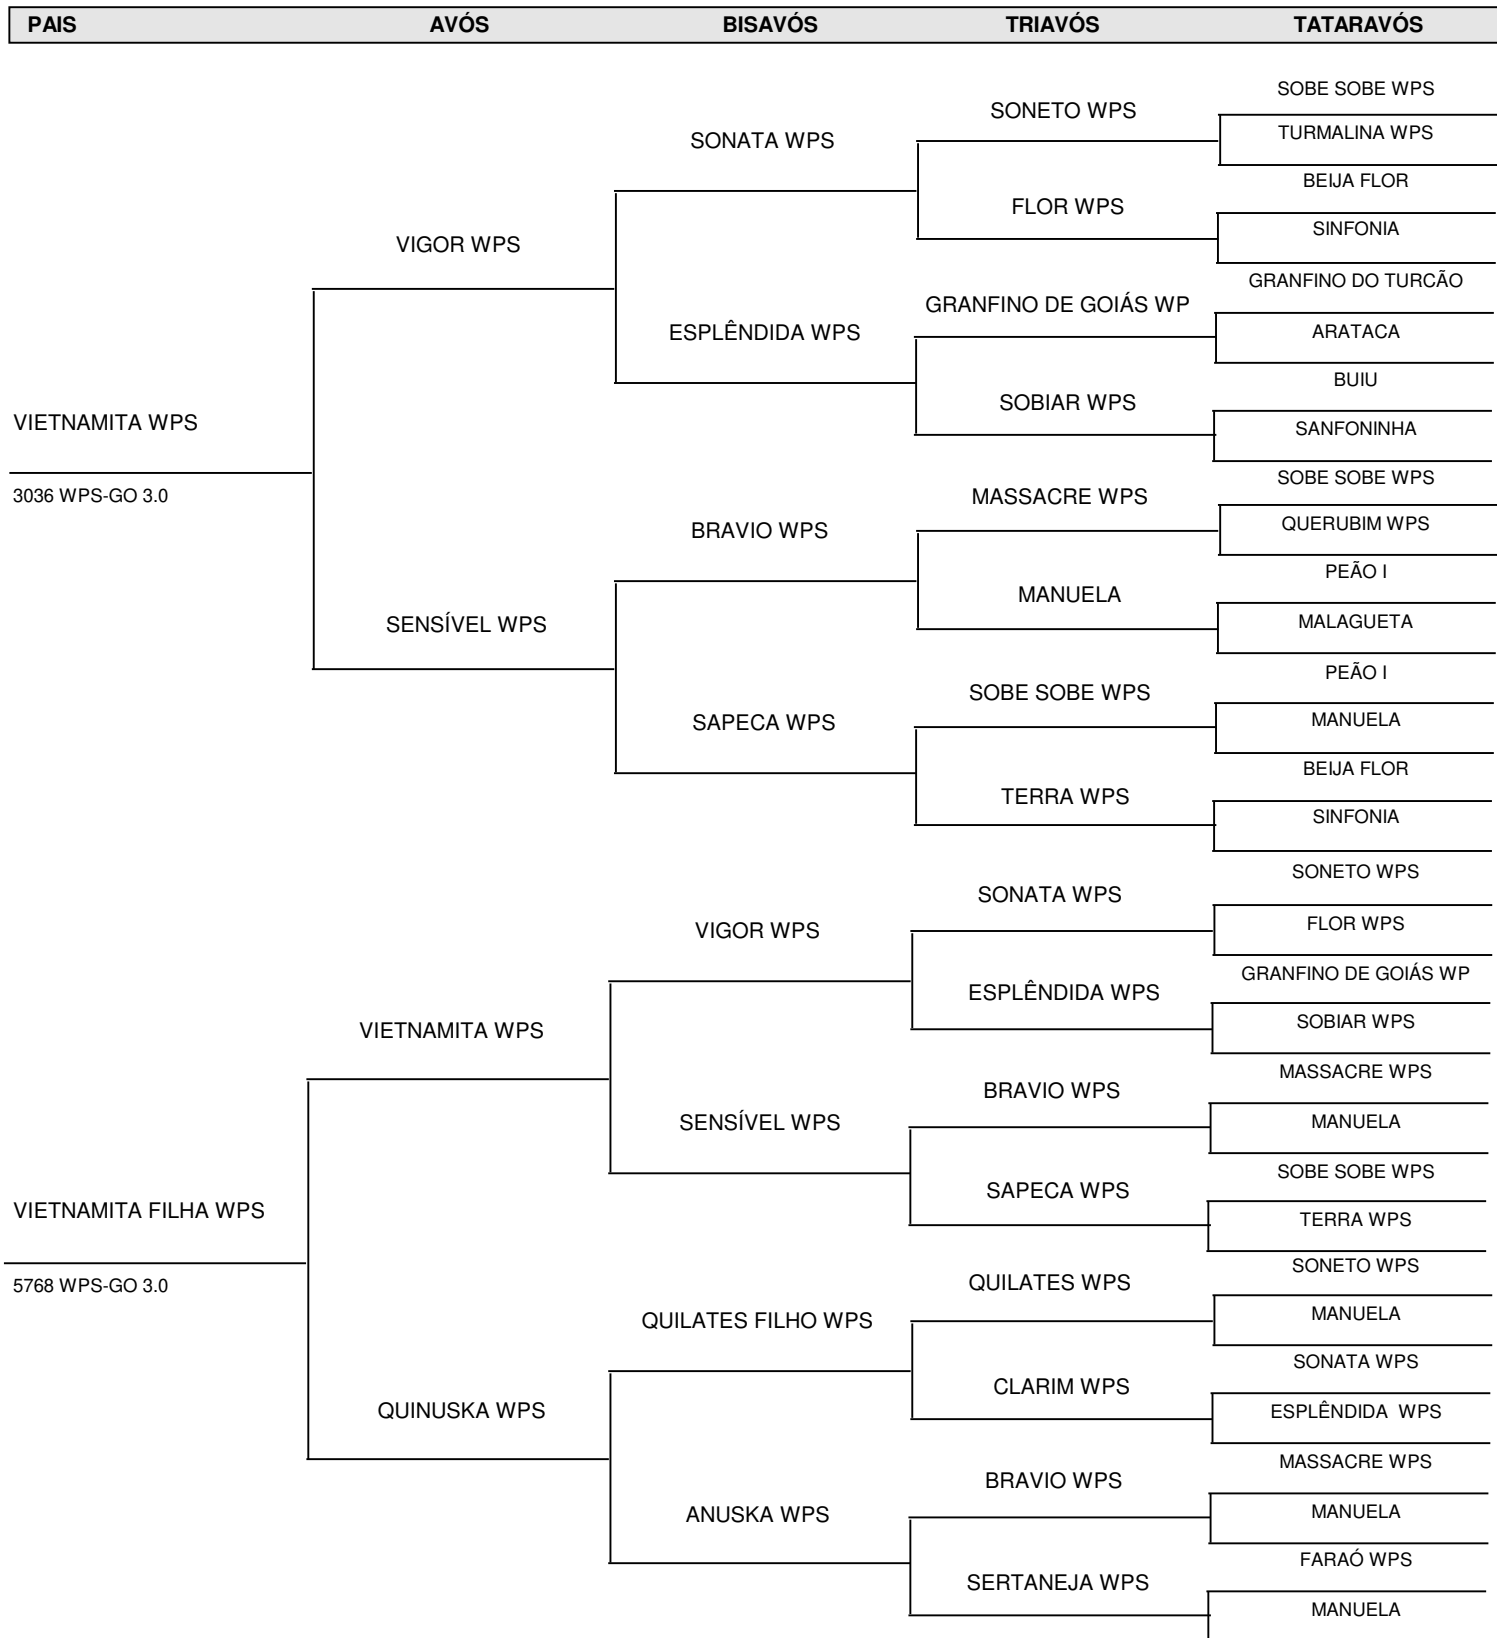 PAIS AVÓS BISAVÓS TRIAVÓS TATARAVÓS
SOBE SOBE WPS
SONETO WPS
TURMALINA WPS
SONATA WPS
BEIJA FLOR
FLOR WPS
SINFONIA
VIGOR WPS
GRANFINO DO TURCÃO
GRANFINO DE GOIÁS WP
ARATACA
ESPLÊNDIDA WPS
BUIU
SOBIAR WPS
SANFONINHA
VIETNAMITA WPS
3036 WPS-GO 3.0
SOBE SOBE WPS
MASSACRE WPS
QUERUBIM WPS
BRAVIO WPS
PEÃO I
MANUELA
MALAGUETA
SENSÍVEL WPS
PEÃO I
SOBE SOBE WPS
MANUELA
SAPECA WPS
BEIJA FLOR
TERRA WPS
SINFONIA
SONETO WPS
SONATA WPS
FLOR WPS
VIGOR WPS
GRANFINO DE GOIÁS WP
ESPLÊNDIDA WPS
SOBIAR WPS
VIETNAMITA WPS
MASSACRE WPS
BRAVIO WPS
MANUELA
SENSÍVEL WPS
SOBE SOBE WPS
SAPECA WPS
TERRA WPS
VIETNAMITA FILHA WPS
5768 WPS-GO 3.0
SONETO WPS
QUILATES WPS
MANUELA
QUILATES FILHO WPS
SONATA WPS
CLARIM WPS
ESPLÊNDIDA WPS
QUINUSKA WPS
MASSACRE WPS
BRAVIO WPS
MANUELA
ANUSKA WPS
FARAÓ WPS
SERTANEJA WPS
MANUELA